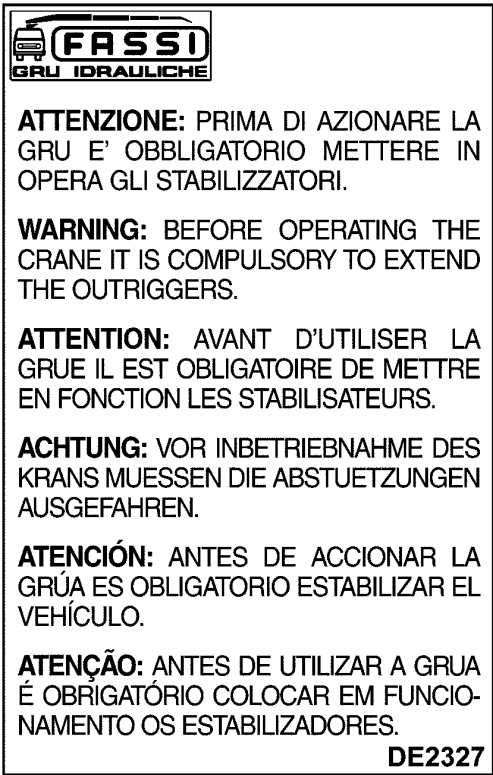 FASSI
GRU IDRAULICHE
ATTENZIONE: PRIMA DI AZIONARE LA
GRU E' OBBLIGATORIO METTERE IN
OPERA GLI STABILIZZATORI.
WARNING: BEFORE OPERATING THE
CRANE IT IS COMPULSORY TO EXTEND
THE OUTRIGGERS.
ATTENTION: AVANT D'UTILISER LA
GRUE IL EST OBLIGATOIRE DE METTRE
EN FONCTION LES STABILISATEURS.
ACHTUNG: VOR INBETRIEBNAHME DES
KRANS MUESSEN DIE ABSTUETZUNGEN
AUSGEFAHREN.
ATENCIÓN: ANTES DE ACCIONAR LA
GRÚA ES OBLIGATORIO ESTABILIZAR EL
VEHÍCULO.
ATENÇÃO: ANTES DE UTILIZAR A GRUA
É OBRIGATÓRIO COLOCAR EM FUNCIO-
NAMENTO OS ESTABILIZADORES.
DE2327